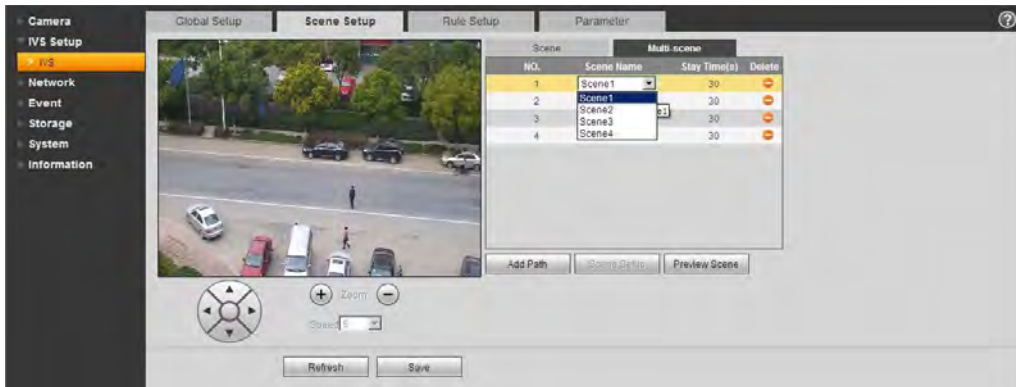 Camera
IVS Setup
IVS
Network
Event
Storage
System
Information
Global Setup
Scene Setup
Rule Setup
Parameter
?
Scene
Multi-scene
NO. Scene Name Stay Time(s) Delete
1 Scene1 30
2 30
3 30
4 30
Scene1
Scene2
Scene3
Scene4
Add Path
Scene Setup
Preview Scene
Zoom
Speed 5
Refresh
Save